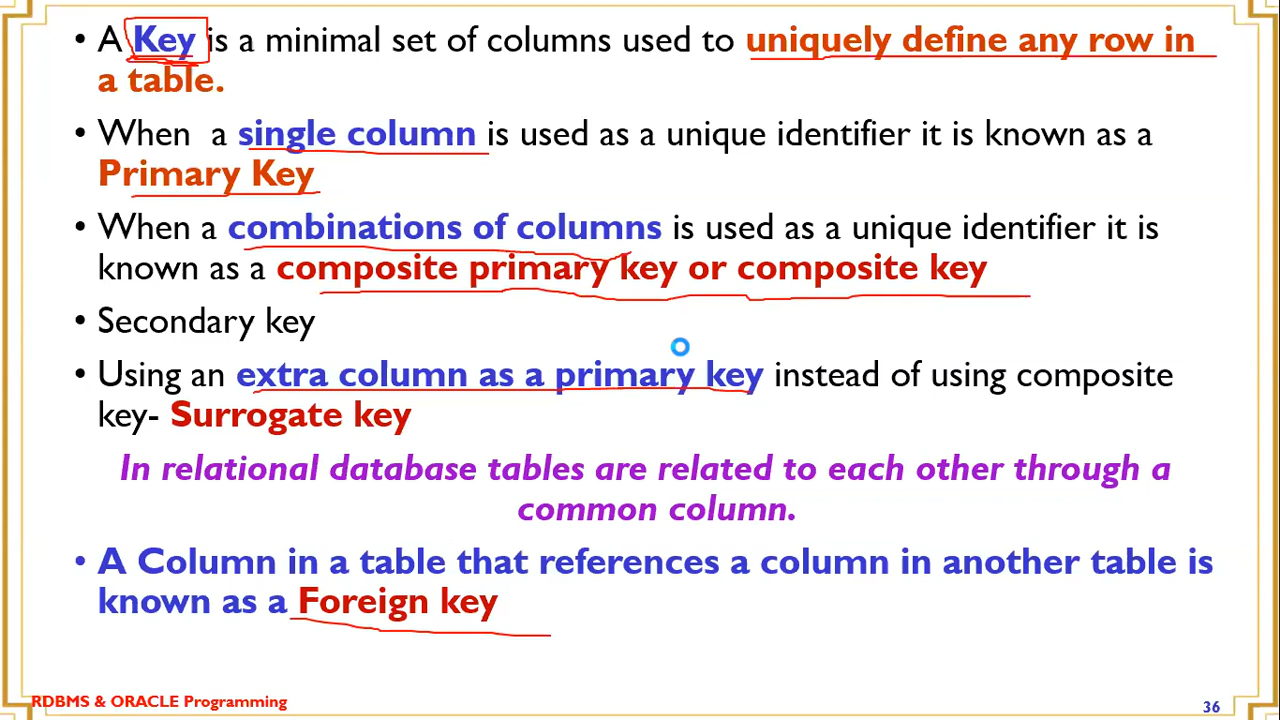 • A Key is a minimal set of columns used to uniquely define any row in
a table.
• When a single column is used as a unique identifier it is known as a
Primary Key
• When a combinations of columns is used as a unique identifier it is
known as a composite primary key or composite key
• Secondary key
• Using an extra column as a primary key instead of using composite
key- Surrogate key
In relational database tables are related to each other through a
common column.
• A Column in a table that references a column in another table is
known as a Foreign key
RDBMS & ORACLE Programming
36